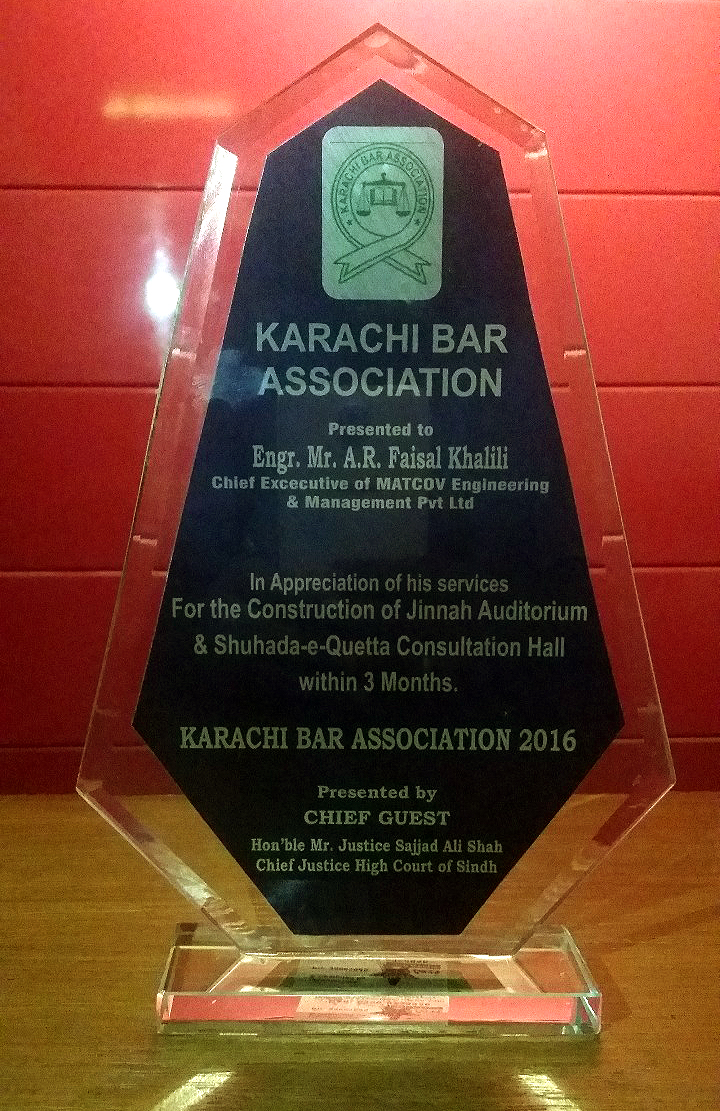 KARACHI BAR ASSOCIATION
KARACHI BAR
ASSOCIATION
Presented to
Engr. Mr. A.R. Faisal Khalili
Chief Excecutive of MATCOV Engineering
& Management Pvt Ltd
In Appreciation of his services
For the Construction of Jinnah Auditorium
& Shuhada-e-Quetta Consultation Hall
within 3 Months.
KARACHI BAR ASSOCIATION 2016
Presented by
CHIEF GUEST
Hon'ble Mr. Justice Sajjad Ali Shah
Chief Justice High Court of Sindh